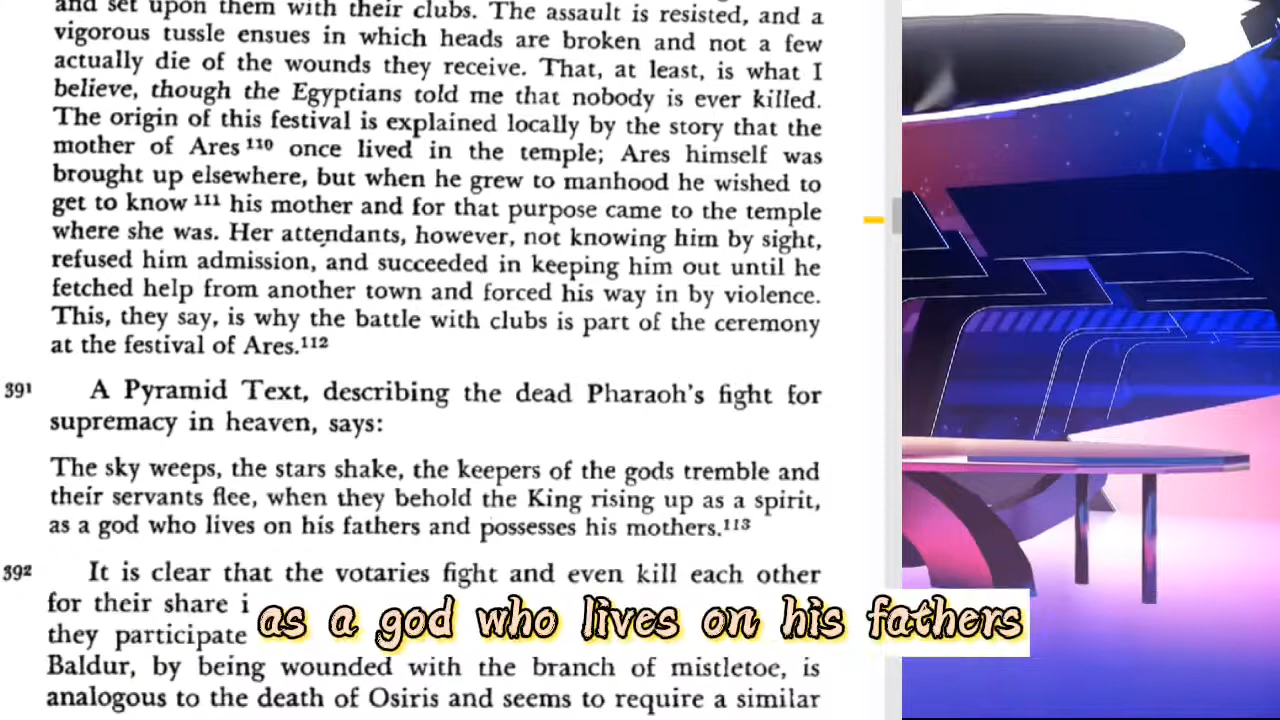 and set upon them with their clubs. The assault is resisted, and a
vigorous tussle ensues in which heads are broken and not a few
actually die of the wounds they receive. That, at least, is what I
believe, though the Egyptians told me that nobody is ever killed.
The origin of this festival is explained locally by the story that the
mother of Ares ¹¹⁰ once lived in the temple; Ares himself was
brought up elsewhere, but when he grew to manhood he wished to
get to know ¹¹¹ his mother and for that purpose came to the temple
where she was. Her attendants, however, not knowing him by sight,
refused him admission, and succeeded in keeping him out until he
fetched help from another town and forced his way in by violence.
This, they say, is why the battle with clubs is part of the ceremony
at the festival of Ares.¹¹²
391 A Pyramid Text, describing the dead Pharaoh's fight for
supremacy in heaven, says:
The sky weeps, the stars shake, the keepers of the gods tremble and
their servants flee, when they behold the King rising up as a spirit,
as a god who lives on his fathers and possesses his mothers.¹¹³
392 It is clear that the votaries fight and even kill each other
for their share i
as a god who lives on his fathers
they participate
Baldur, by being wounded with the branch of mistletoe, is
analogous to the death of Osiris and seems to require a similar